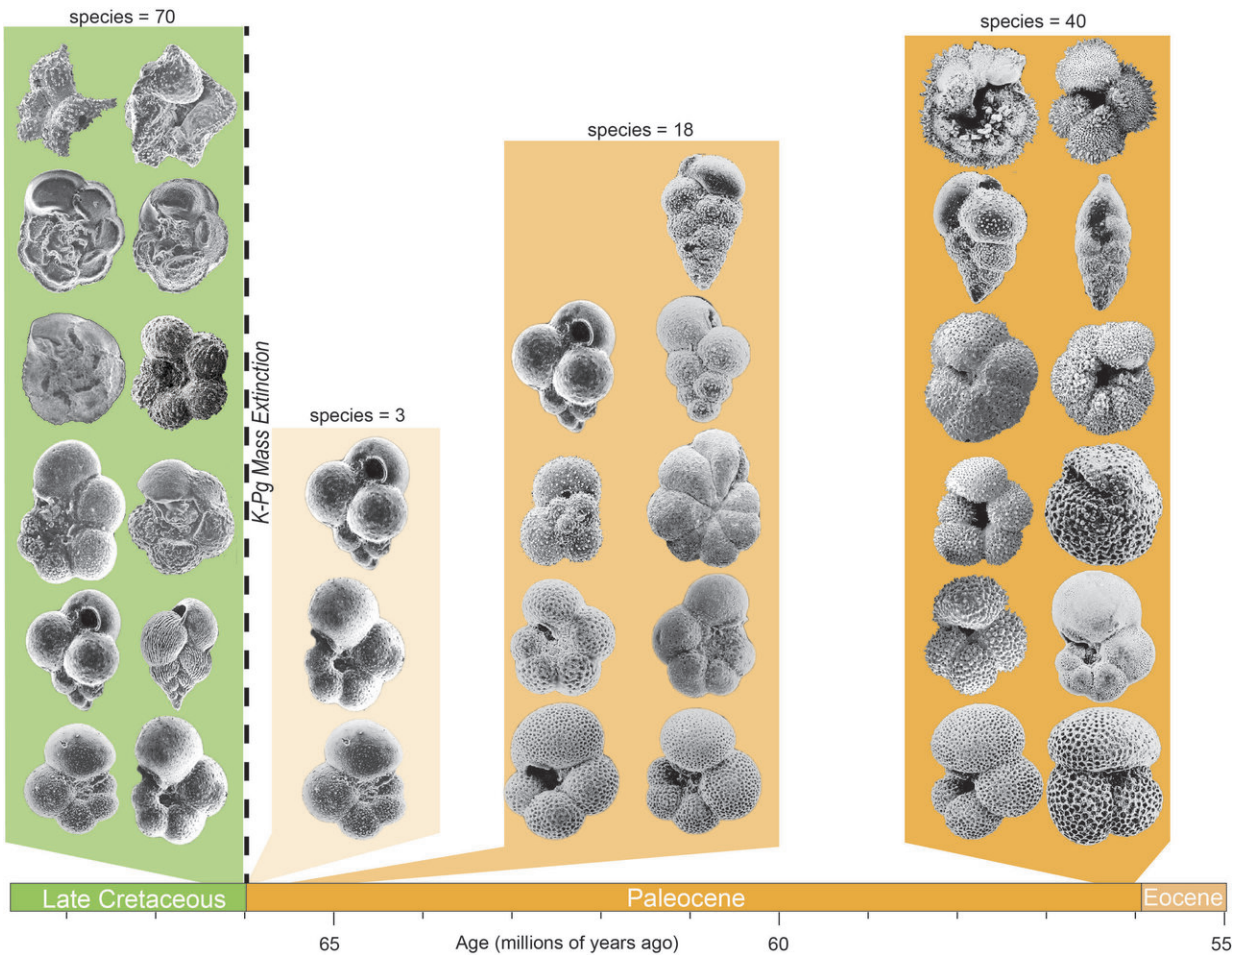 species = 70
species = 40
species = 18
species = 3
K-Pg Mass Extinction
Late Cretaceous
Paleocene
Eocene
65
Age (millions of years ago)
60
55